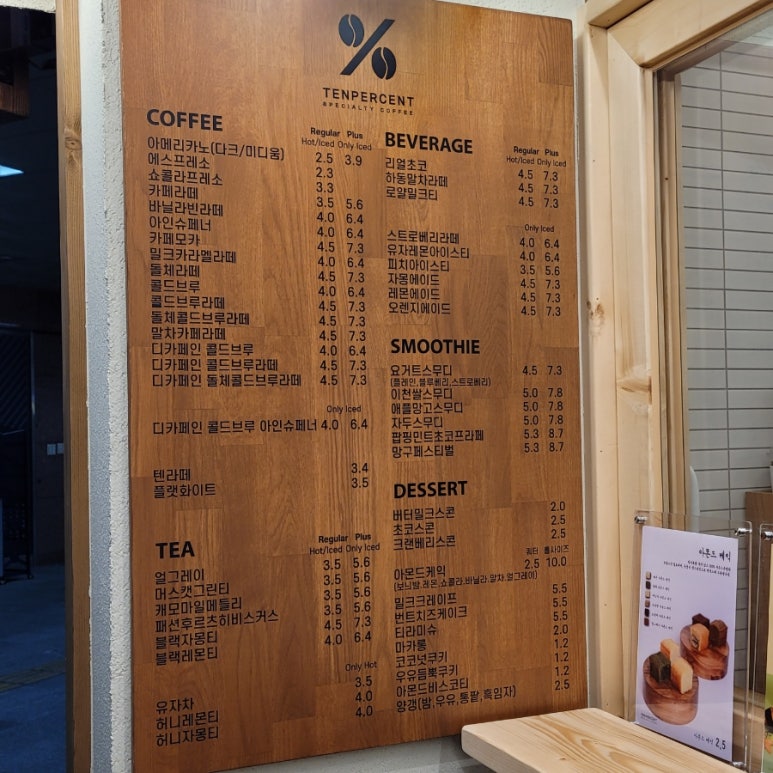 TENPERCENT
SPECIALTY COFFEE
COFFEE
Regular Plus
Hot/Iced Only Iced
아메리카노(다크/미디움) 2.5 3.9
에스프레소 2.3
쇼콜라프레소 3.3
카페라떼 3.5 5.6
바닐라빈라떼 4.0 6.4
아인슈페너 4.0 6.4
카페모카 4.5 7.3
밀크카라멜라떼 4.0 6.4
돌체라떼 4.5 7.3
콜드브루 4.0 6.4
콜드브루라떼 4.5 7.3
돌체콜드브루라떼 4.5 7.3
말차카페라떼 4.5 7.3
디카페인 콜드브루 4.0 6.4
디카페인 콜드브루라떼 4.5 7.3
디카페인 돌체콜드브루라떼 4.5 7.3
Only Iced
디카페인 콜드브루 아인슈페너 4.0 6.4
텐라떼 3.4
플랫화이트 3.5
TEA
Regular Plus
Hot/Iced Only Iced
얼그레이 3.5 5.6
머스캣그린티 3.5 5.6
캐모마일메들리 3.5 5.6
패션후르츠히비스커스 3.5 5.6
블랙자몽티 4.5 7.3
블랙레몬티 4.0 6.4
Only Hot
유자차 3.5
허니레몬티 4.0
허니자몽티 4.0
BEVERAGE
Regular Plus
Hot/Iced Only Iced
리얼초코 4.5 7.3
하동말차라떼 4.5 7.3
로얄밀크티 4.5 7.3
Only Iced
스트로베리라떼 4.0 6.4
유자레몬아이스티 4.0 6.4
피치아이스티 3.5 5.6
자몽에이드 4.5 7.3
레몬에이드 4.5 7.3
오렌지에이드 4.5 7.3
SMOOTHIE
요거트스무디 4.5 7.3
(플레인,블루베리,스트로베리)
이천쌀스무디 5.0 7.8
애플망고스무디 5.0 7.8
자두스무디 5.0 7.8
팝핑민트초코프라페 5.3 8.7
망구페스티벌 5.3 8.7
DESSERT
버터밀크스콘 2.0
초코스콘 2.5
크랜베리스콘 2.5
쿼터 홀사이즈
아몬드케익 2.5 10.0
(보늬밤,레몬,쇼콜라,바닐라,말차,얼그레이)
밀크크레이프 5.5
번트치즈케이크 5.5
티라미슈 5.5
마카롱 2.0
코코넛쿠키 1.2
우유듬뿍쿠키 1.2
아몬드비스코티 1.2
양갱(밤,우유,통팥,흑임자) 2.5
아몬드 케익
아몬드 케익 2.5